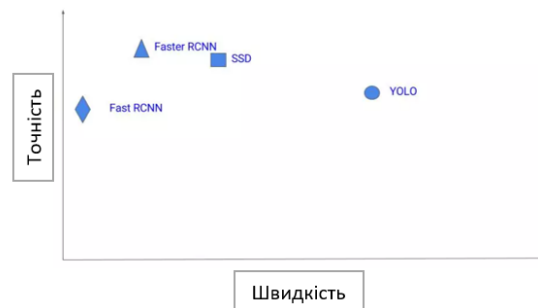 Faster RCNN
SSD
YOLO
Fast RCNN
Точність
Швидкість